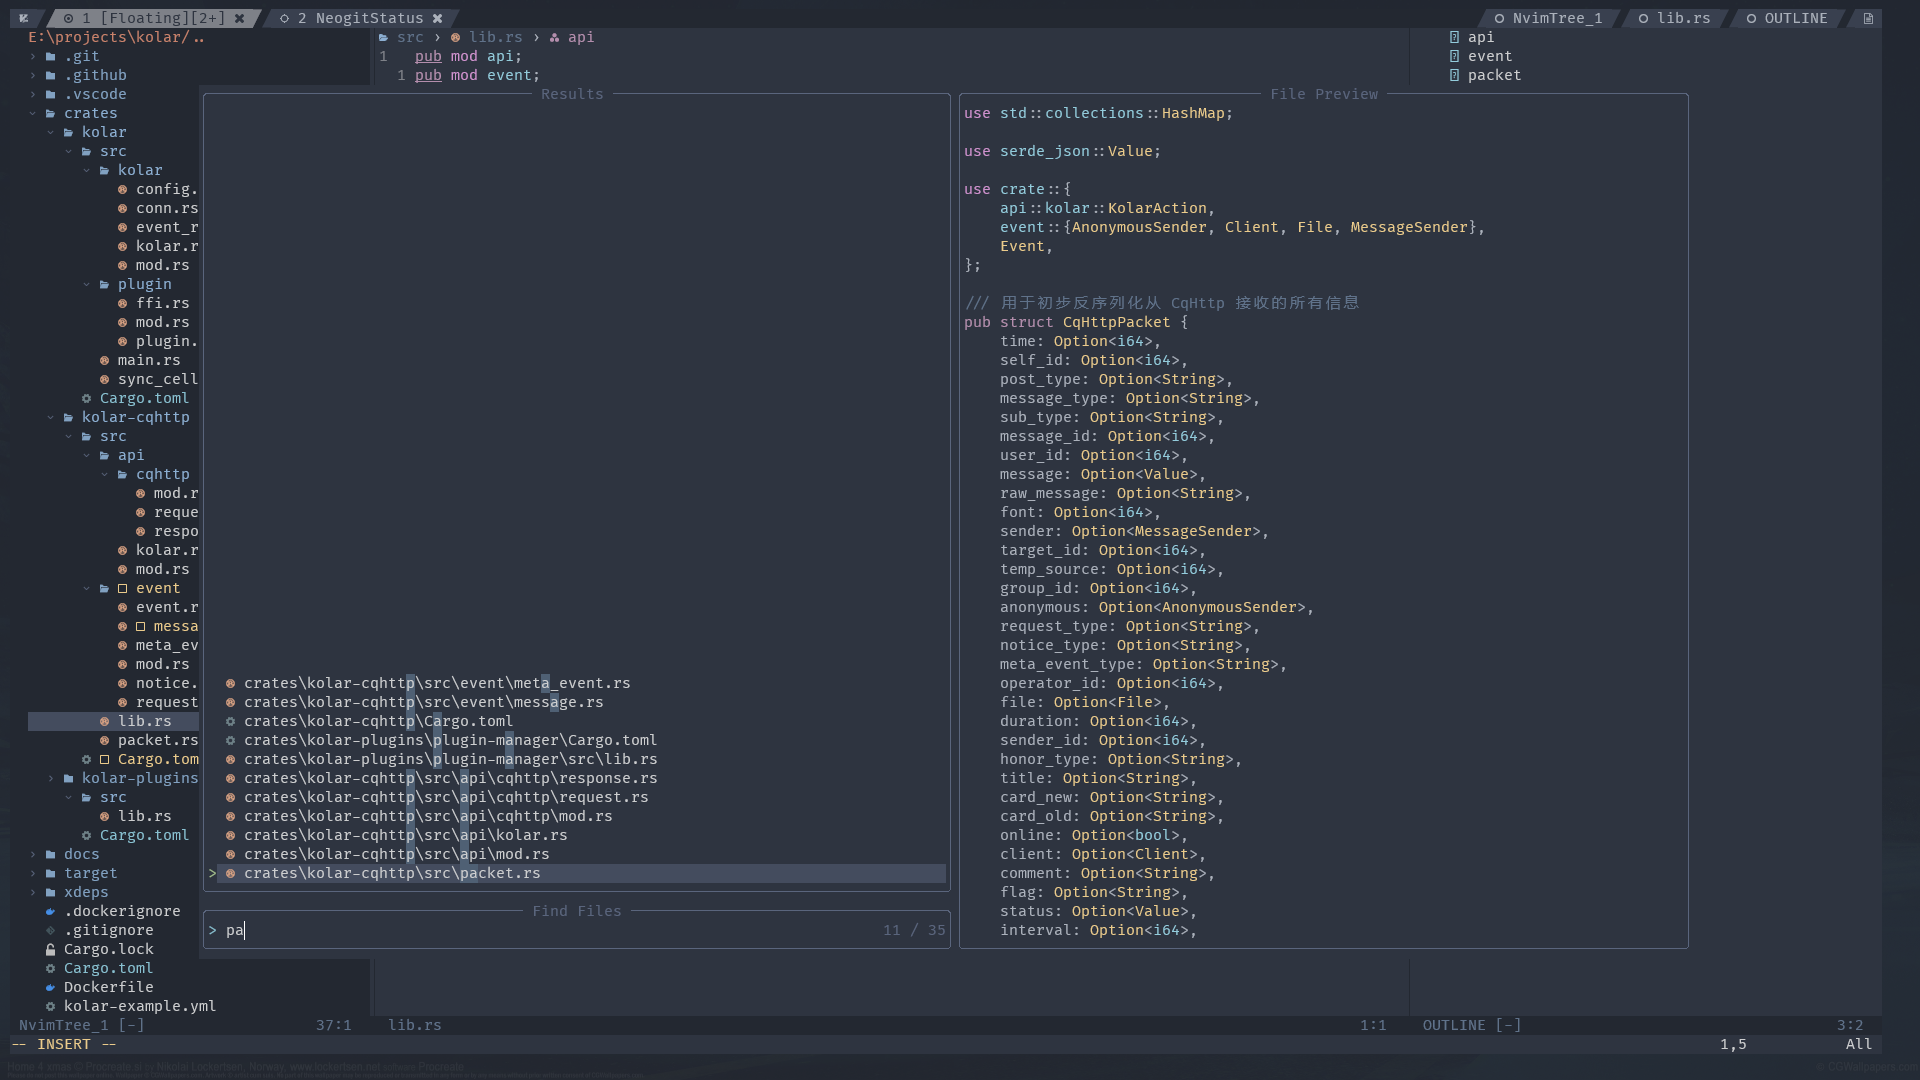 1 [Floating][2+] ✖ 2 NeogitStatus ✖ NvimTree_1 lib.rs OUTLINE
E:\projects\kolar/..
.git
.github
.vscode
crates
kolar
src
kolar
config.
conn.rs
event_r
kolar.r
mod.rs
plugin
ffi.rs
mod.rs
plugin.
main.rs
sync_cell
Cargo.toml
kolar-cqhttp
src
api
cqhttp
mod.r
reque
respo
kolar.r
mod.rs
event
event.r
messa
meta_ev
mod.rs
notice.
request
lib.rs
packet.rs
Cargo.tom
kolar-plugins
src
lib.rs
Cargo.toml
docs
target
xdeps
.dockerignore
.gitignore
Cargo.lock
Cargo.toml
Dockerfile
kolar-example.yml
src › lib.rs › api
1 pub mod api;
1 pub mod event;
api
event
packet
Results
crates\kolar-cqhttp\src\event\meta_event.rs
crates\kolar-cqhttp\src\event\message.rs
crates\kolar-cqhttp\Cargo.toml
crates\kolar-plugins\plugin-manager\Cargo.toml
crates\kolar-plugins\plugin-manager\src\lib.rs
crates\kolar-cqhttp\src\api\cqhttp\response.rs
crates\kolar-cqhttp\src\api\cqhttp\request.rs
crates\kolar-cqhttp\src\api\cqhttp\mod.rs
crates\kolar-cqhttp\src\api\kolar.rs
crates\kolar-cqhttp\src\api\mod.rs
> crates\kolar-cqhttp\src\packet.rs
Find Files
> pa 11 / 35
File Preview
use std::collections::HashMap;
use serde_json::Value;
use crate::{
api::kolar::KolarAction,
event::{AnonymousSender, Client, File, MessageSender},
Event,
};
/// 用于初步反序列化从 CqHttp 接收的所有信息
pub struct CqHttpPacket {
time: Option<i64>,
self_id: Option<i64>,
post_type: Option<String>,
message_type: Option<String>,
sub_type: Option<String>,
message_id: Option<i64>,
user_id: Option<i64>,
message: Option<Value>,
raw_message: Option<String>,
font: Option<i64>,
sender: Option<MessageSender>,
target_id: Option<i64>,
temp_source: Option<i64>,
group_id: Option<i64>,
anonymous: Option<AnonymousSender>,
request_type: Option<String>,
notice_type: Option<String>,
meta_event_type: Option<String>,
operator_id: Option<i64>,
file: Option<File>,
duration: Option<i64>,
sender_id: Option<i64>,
honor_type: Option<String>,
title: Option<String>,
card_new: Option<String>,
card_old: Option<String>,
online: Option<bool>,
client: Option<Client>,
comment: Option<String>,
flag: Option<String>,
status: Option<Value>,
interval: Option<i64>,
NvimTree_1 [-] 37:1 lib.rs 1:1 OUTLINE [-] 3:2
-- INSERT -- 1,5 All